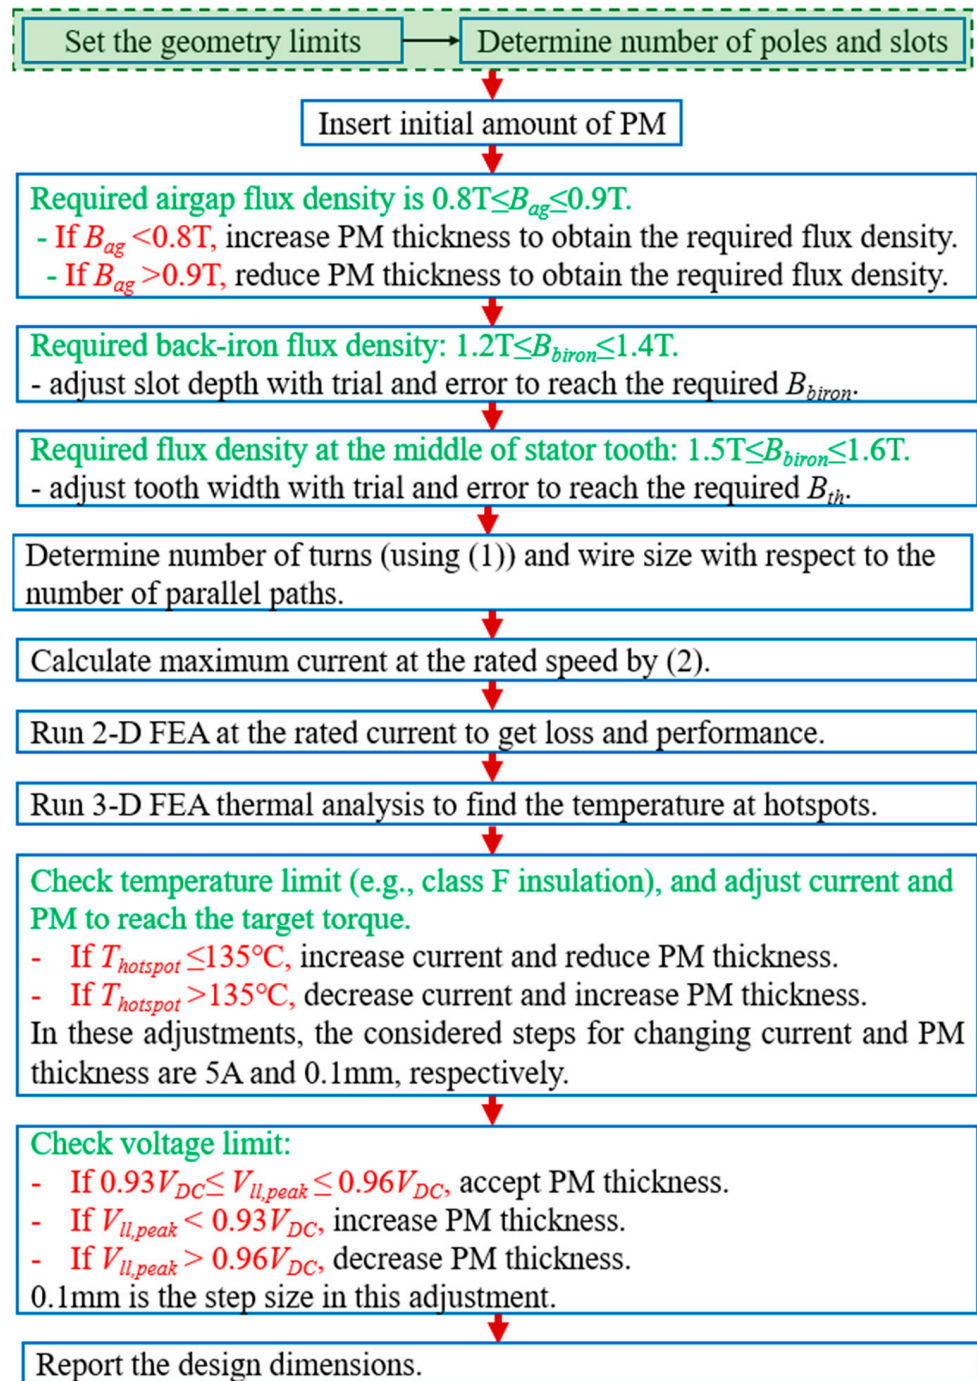 Set the geometry limits
Determine number of poles and slots
Insert initial amount of PM
Required airgap flux density is 0.8T≤Bag≤0.9T.
- If Bag <0.8T, increase PM thickness to obtain the required flux density.
- If Bag >0.9T, reduce PM thickness to obtain the required flux density.
Required back-iron flux density: 1.2T≤Bbiron≤1.4T.
- adjust slot depth with trial and error to reach the required Bbiron.
Required flux density at the middle of stator tooth: 1.5T≤Bbiron≤1.6T.
- adjust tooth width with trial and error to reach the required Bth.
Determine number of turns (using (1)) and wire size with respect to the
number of parallel paths.
Calculate maximum current at the rated speed by (2).
Run 2-D FEA at the rated current to get loss and performance.
Run 3-D FEA thermal analysis to find the temperature at hotspots.
Check temperature limit (e.g., class F insulation), and adjust current and
PM to reach the target torque.
- If Thotspot ≤135°C, increase current and reduce PM thickness.
- If Thotspot >135°C, decrease current and increase PM thickness.
In these adjustments, the considered steps for changing current and PM
thickness are 5A and 0.1mm, respectively.
Check voltage limit:
- If 0.93VDC≤ Vll,peak ≤ 0.96VDC, accept PM thickness.
- If Vll,peak < 0.93VDC, increase PM thickness.
- If Vll,peak > 0.96VDC, decrease PM thickness.
0.1mm is the step size in this adjustment.
Report the design dimensions.